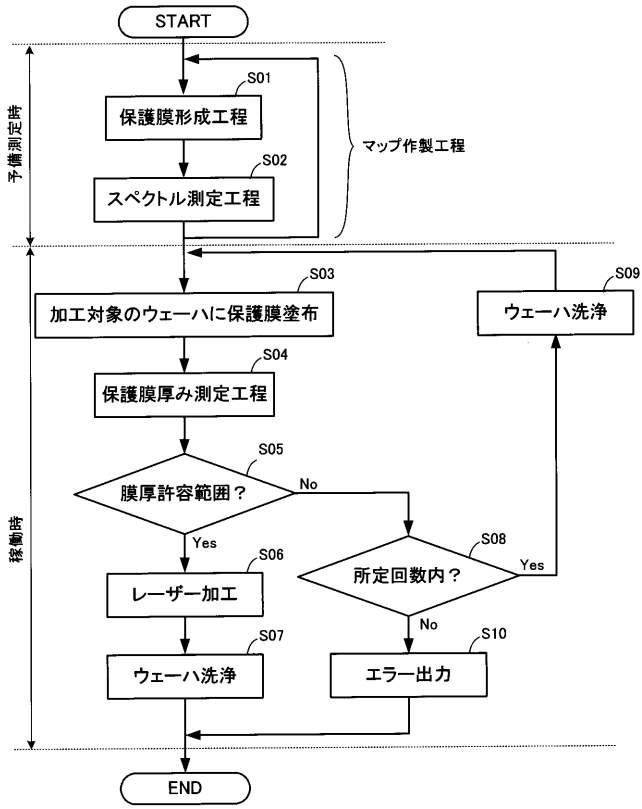 START
予備測定時
S01
保護膜形成工程
マップ作製工程
S02
スペクトル測定工程
S03
加工対象のウェーハに保護膜塗布
S09
ウェーハ洗浄
S04
保護膜厚み測定工程
S05
膜厚許容範囲？
No
Yes
稼働時
S08
所定回数内？
Yes
No
S06
レーザー加工
S07
ウェーハ洗浄
S10
エラー出力
END